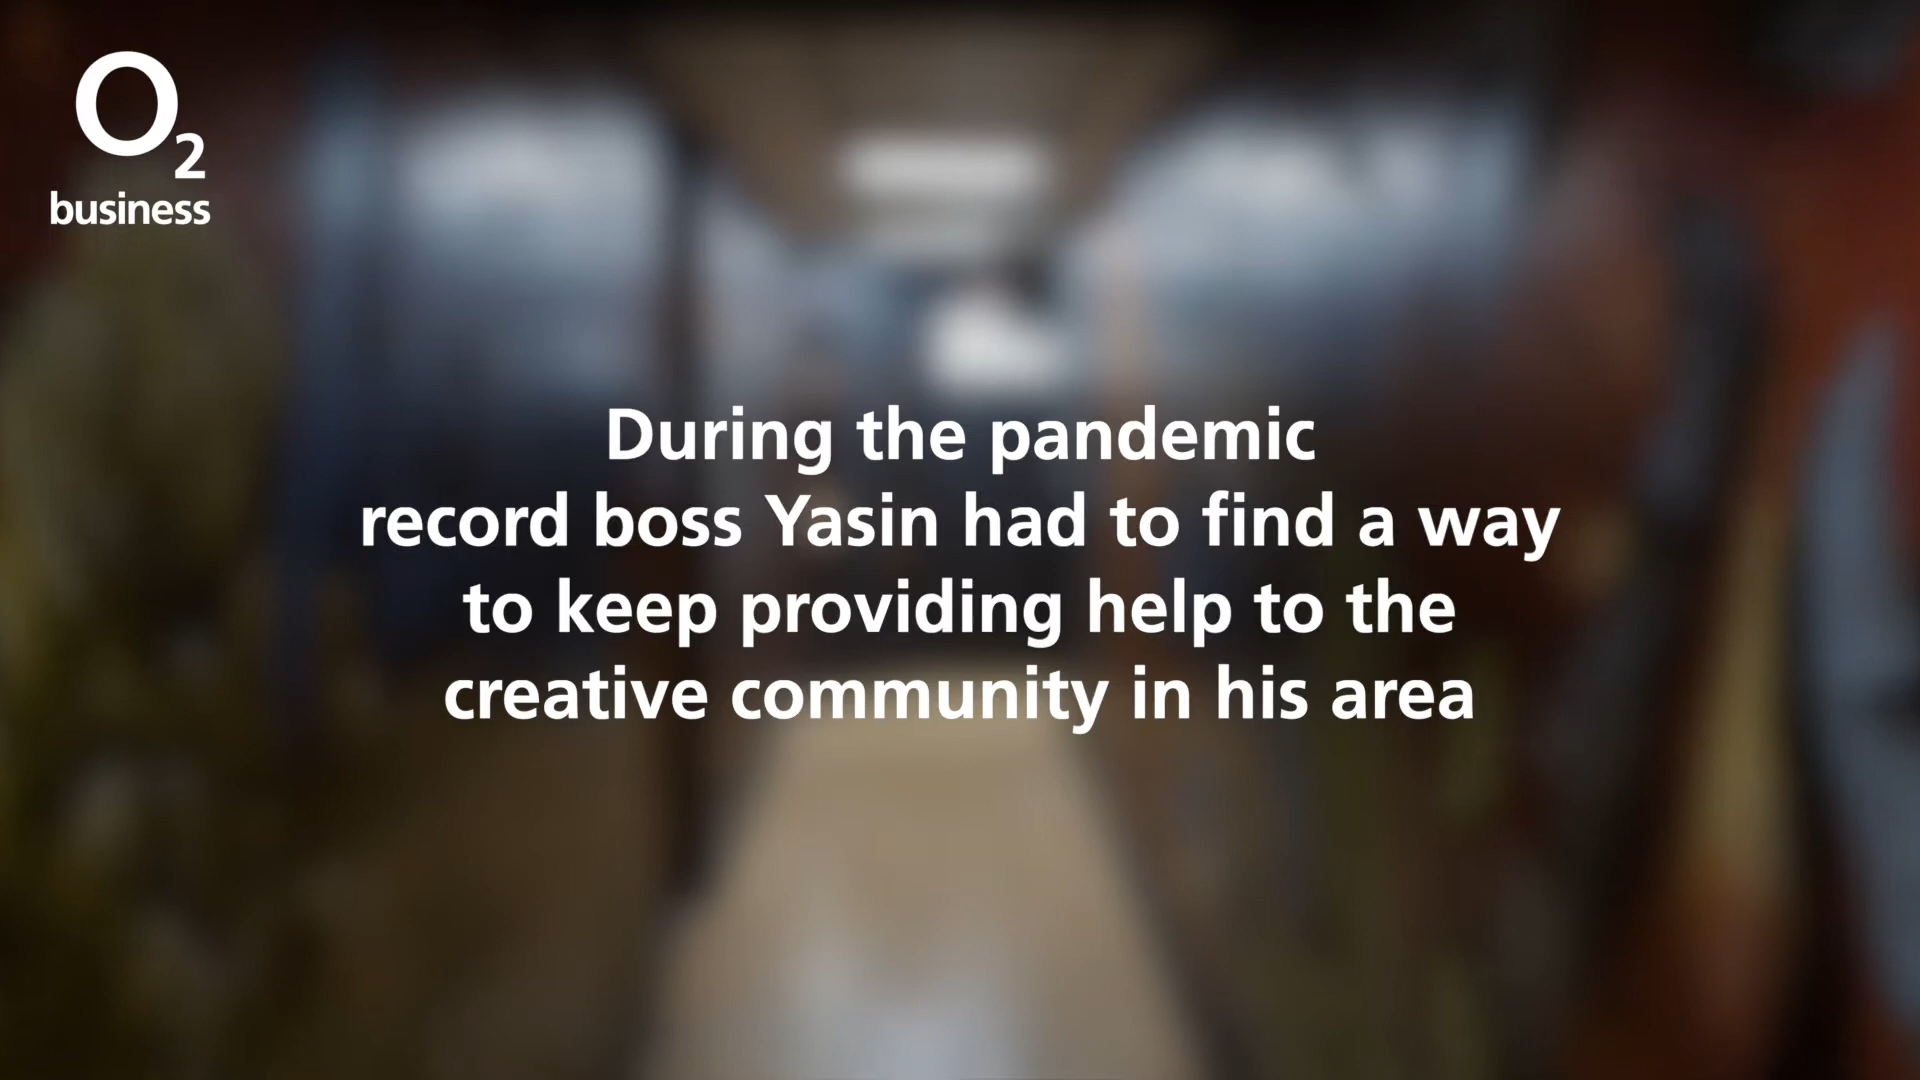 O2
business
During the pandemic
record boss Yasin had to find a way
to keep providing help to the
creative community in his area